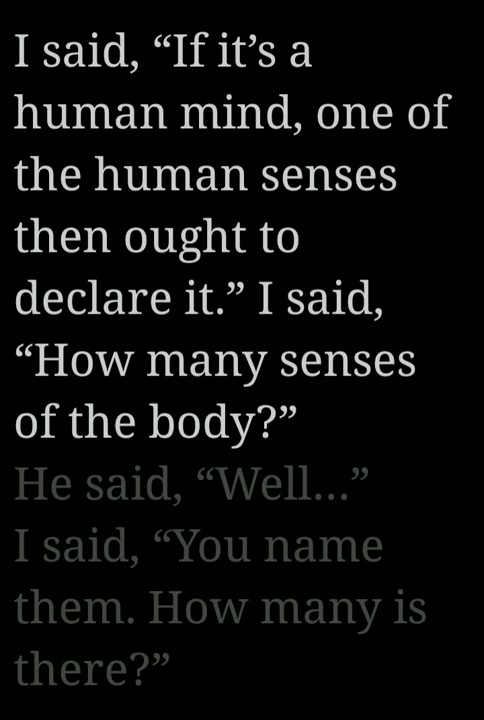 I said, “If it’s a
human mind, one of
the human senses
then ought to
declare it.” I said,
“How many senses
of the body?”
He said, “Well...”
I said, “You name
them. How many is
there?”